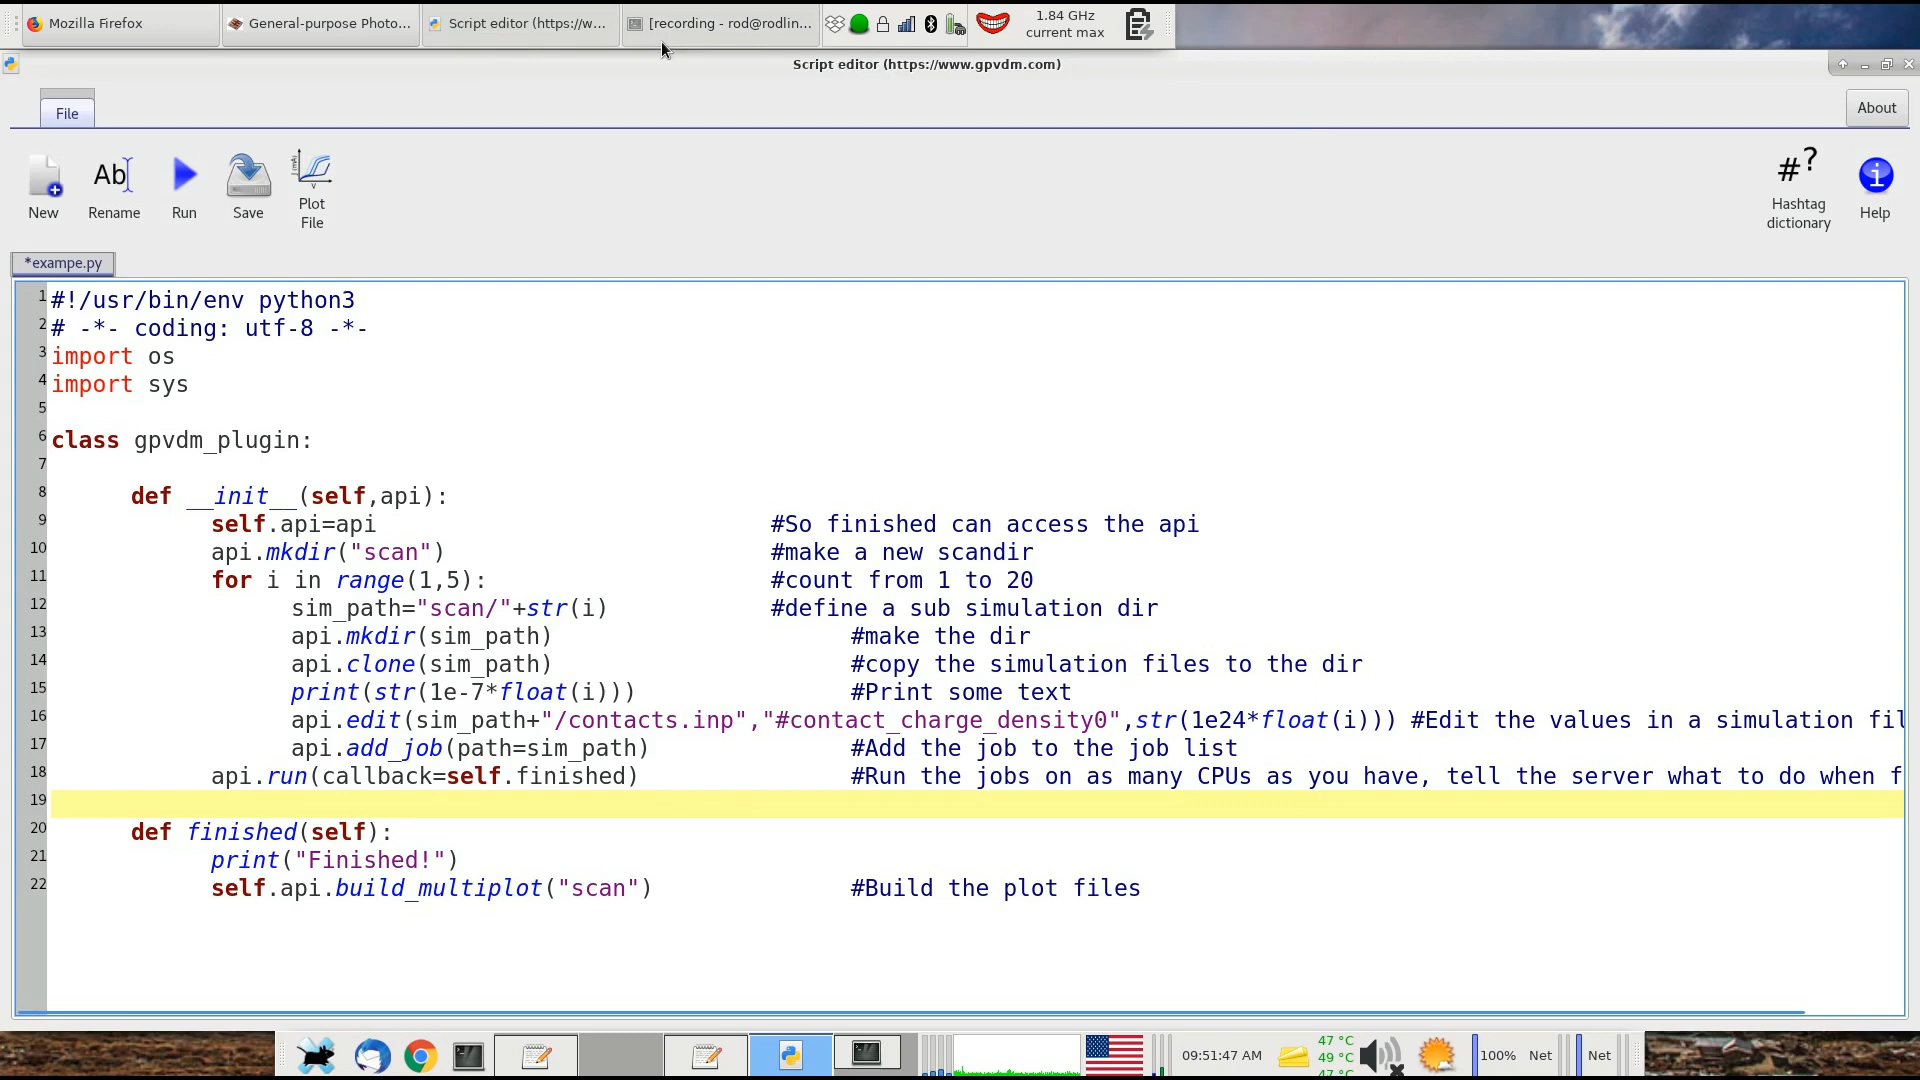 Mozilla Firefox
General-purpose Photo...
Script editor (https://w...
[recording - rod@rodlin...
1.84 GHz
current max
Script editor (https://www.gpvdm.com)
File
About
Ab
New
Rename
Run
Save
Plot
File
#?
Hashtag
dictionary
Help
*exampe.py
1 #!/usr/bin/env python3
2 # -*- coding: utf-8 -*-
3 import os
4 import sys
5
6 class gpvdm_plugin:
7
8 def __init__(self,api):
9 self.api=api #So finished can access the api
10 api.mkdir("scan") #make a new scandir
11 for i in range(1,5): #count from 1 to 20
12 sim_path="scan/"+str(i) #define a sub simulation dir
13 api.mkdir(sim_path) #make the dir
14 api.clone(sim_path) #copy the simulation files to the dir
15 print(str(1e-7*float(i))) #Print some text
16 api.edit(sim_path+"/contacts.inp","#contact_charge_density0",str(1e24*float(i))) #Edit the values in a simulation fil
17 api.add_job(path=sim_path) #Add the job to the job list
18 api.run(callback=self.finished) #Run the jobs on as many CPUs as you have, tell the server what to do when f
19
20 def finished(self):
21 print("Finished!")
22 self.api.build_multiplot("scan") #Build the plot files
09:51:47 AM
47 °C
49 °C
47 °C
100%
Net
Net